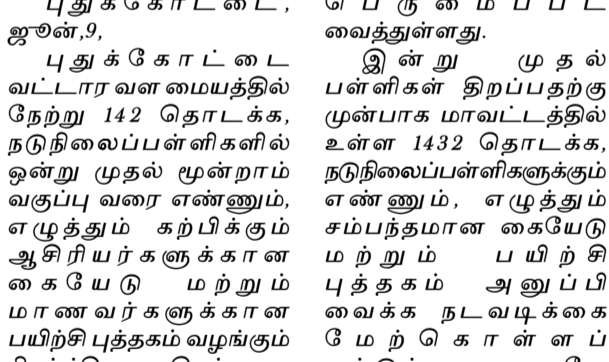 புதுக்கோட்டை,
ஜூன்,9,
புதுக்கோட்டை
வட்டார வள மையத்தில்
நேற்று 142 தொடக்க,
நடுநிலைப்பள்ளிகளில்
ஒன்று முதல் மூன்றாம்
வகுப்பு வரை எண்ணும்,
எழுத்தும் கற்பிக்கும்
ஆசிரியர்களுக்கான
கையேடு மற்றும்
மாணவர்களுக்கான
பயிற்சி புத்தகம் வழங்கும்
பெருமைப்பட
வைத்துள்ளது.
இன்று முதல்
பள்ளிகள் திறப்பதற்கு
முன்பாக மாவட்டத்தில்
உள்ள 1432 தொடக்க,
நடுநிலைப்பள்ளிகளுக்கும்
எண்ணும், எழுத்தும்
சம்பந்தமான கையேடு
மற்றும் பயிற்சி
புத்தகம் அனுப்பி
வைக்க நடவடிக்கை
மேற்கொள்ளப்